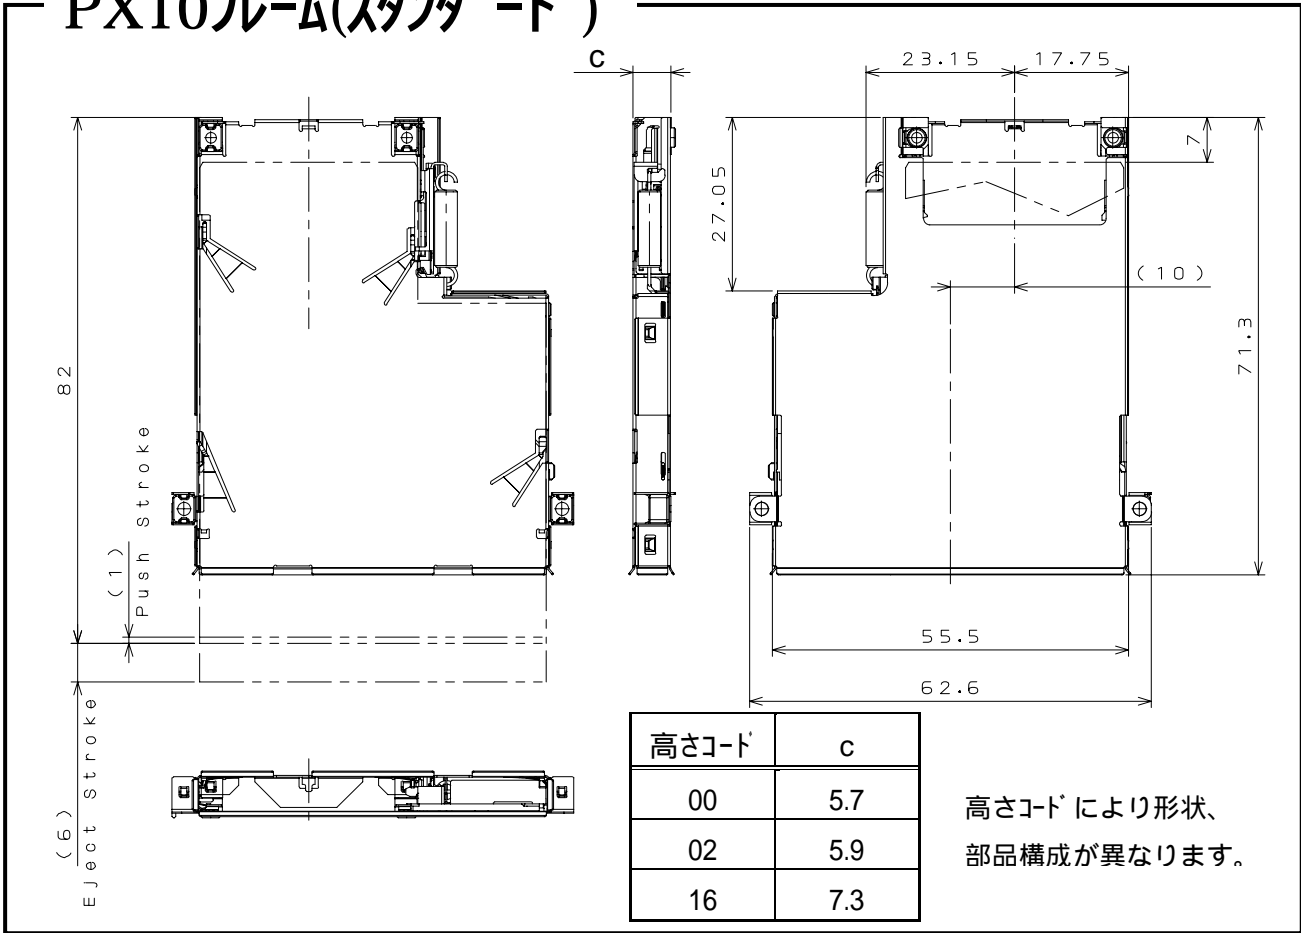 PX10フレーム(スタンダード)
c
23.15
17.75
7
27.05
(10)
71.3
82
(1)
Push Stroke
55.5
62.6
(6)
Eject Stroke
高さコード c
00 5.7
02 5.9
16 7.3
高さコードにより形状、
部品構成が異なります。